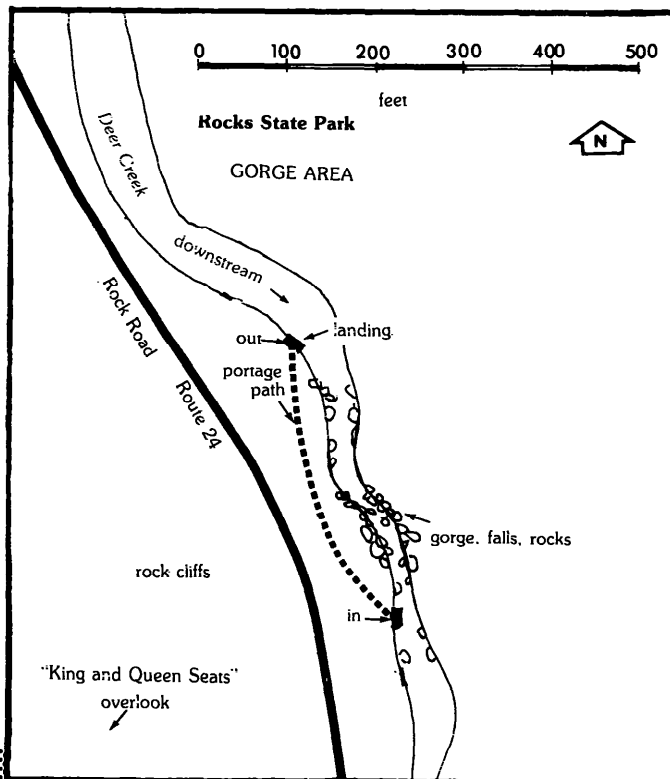 0 100 200 300 400 500
feet
Rocks State Park
N
GORGE AREA
Deer Creek
downstream
Rock Road
Route 24
out
landing
portage
path
gorge, falls, rocks
rock cliffs
in
"King and Queen Seats"
overlook